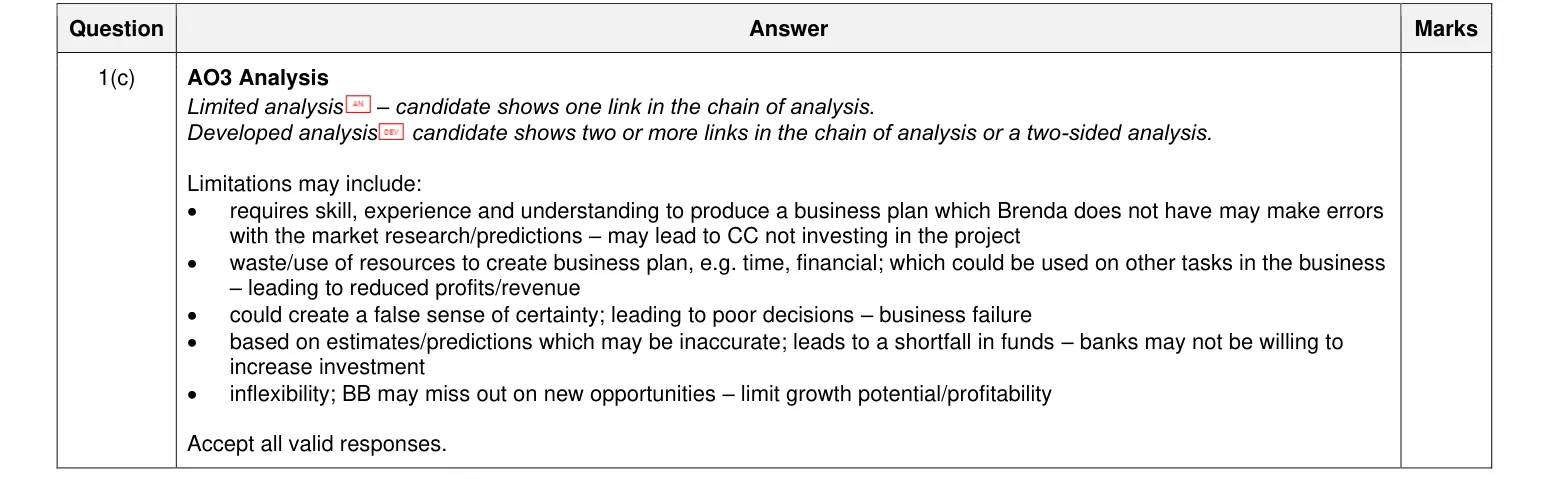 Question Answer Marks
1(c) AO3 Analysis
Limited analysis AN – candidate shows one link in the chain of analysis.
Developed analysis DEV candidate shows two or more links in the chain of analysis or a two-sided analysis.
Limitations may include:
• requires skill, experience and understanding to produce a business plan which Brenda does not have may make errors
with the market research/predictions – may lead to CC not investing in the project
• waste/use of resources to create business plan, e.g. time, financial; which could be used on other tasks in the business
– leading to reduced profits/revenue
• could create a false sense of certainty; leading to poor decisions – business failure
• based on estimates/predictions which may be inaccurate; leads to a shortfall in funds – banks may not be willing to
increase investment
• inflexibility; BB may miss out on new opportunities – limit growth potential/profitability
Accept all valid responses.